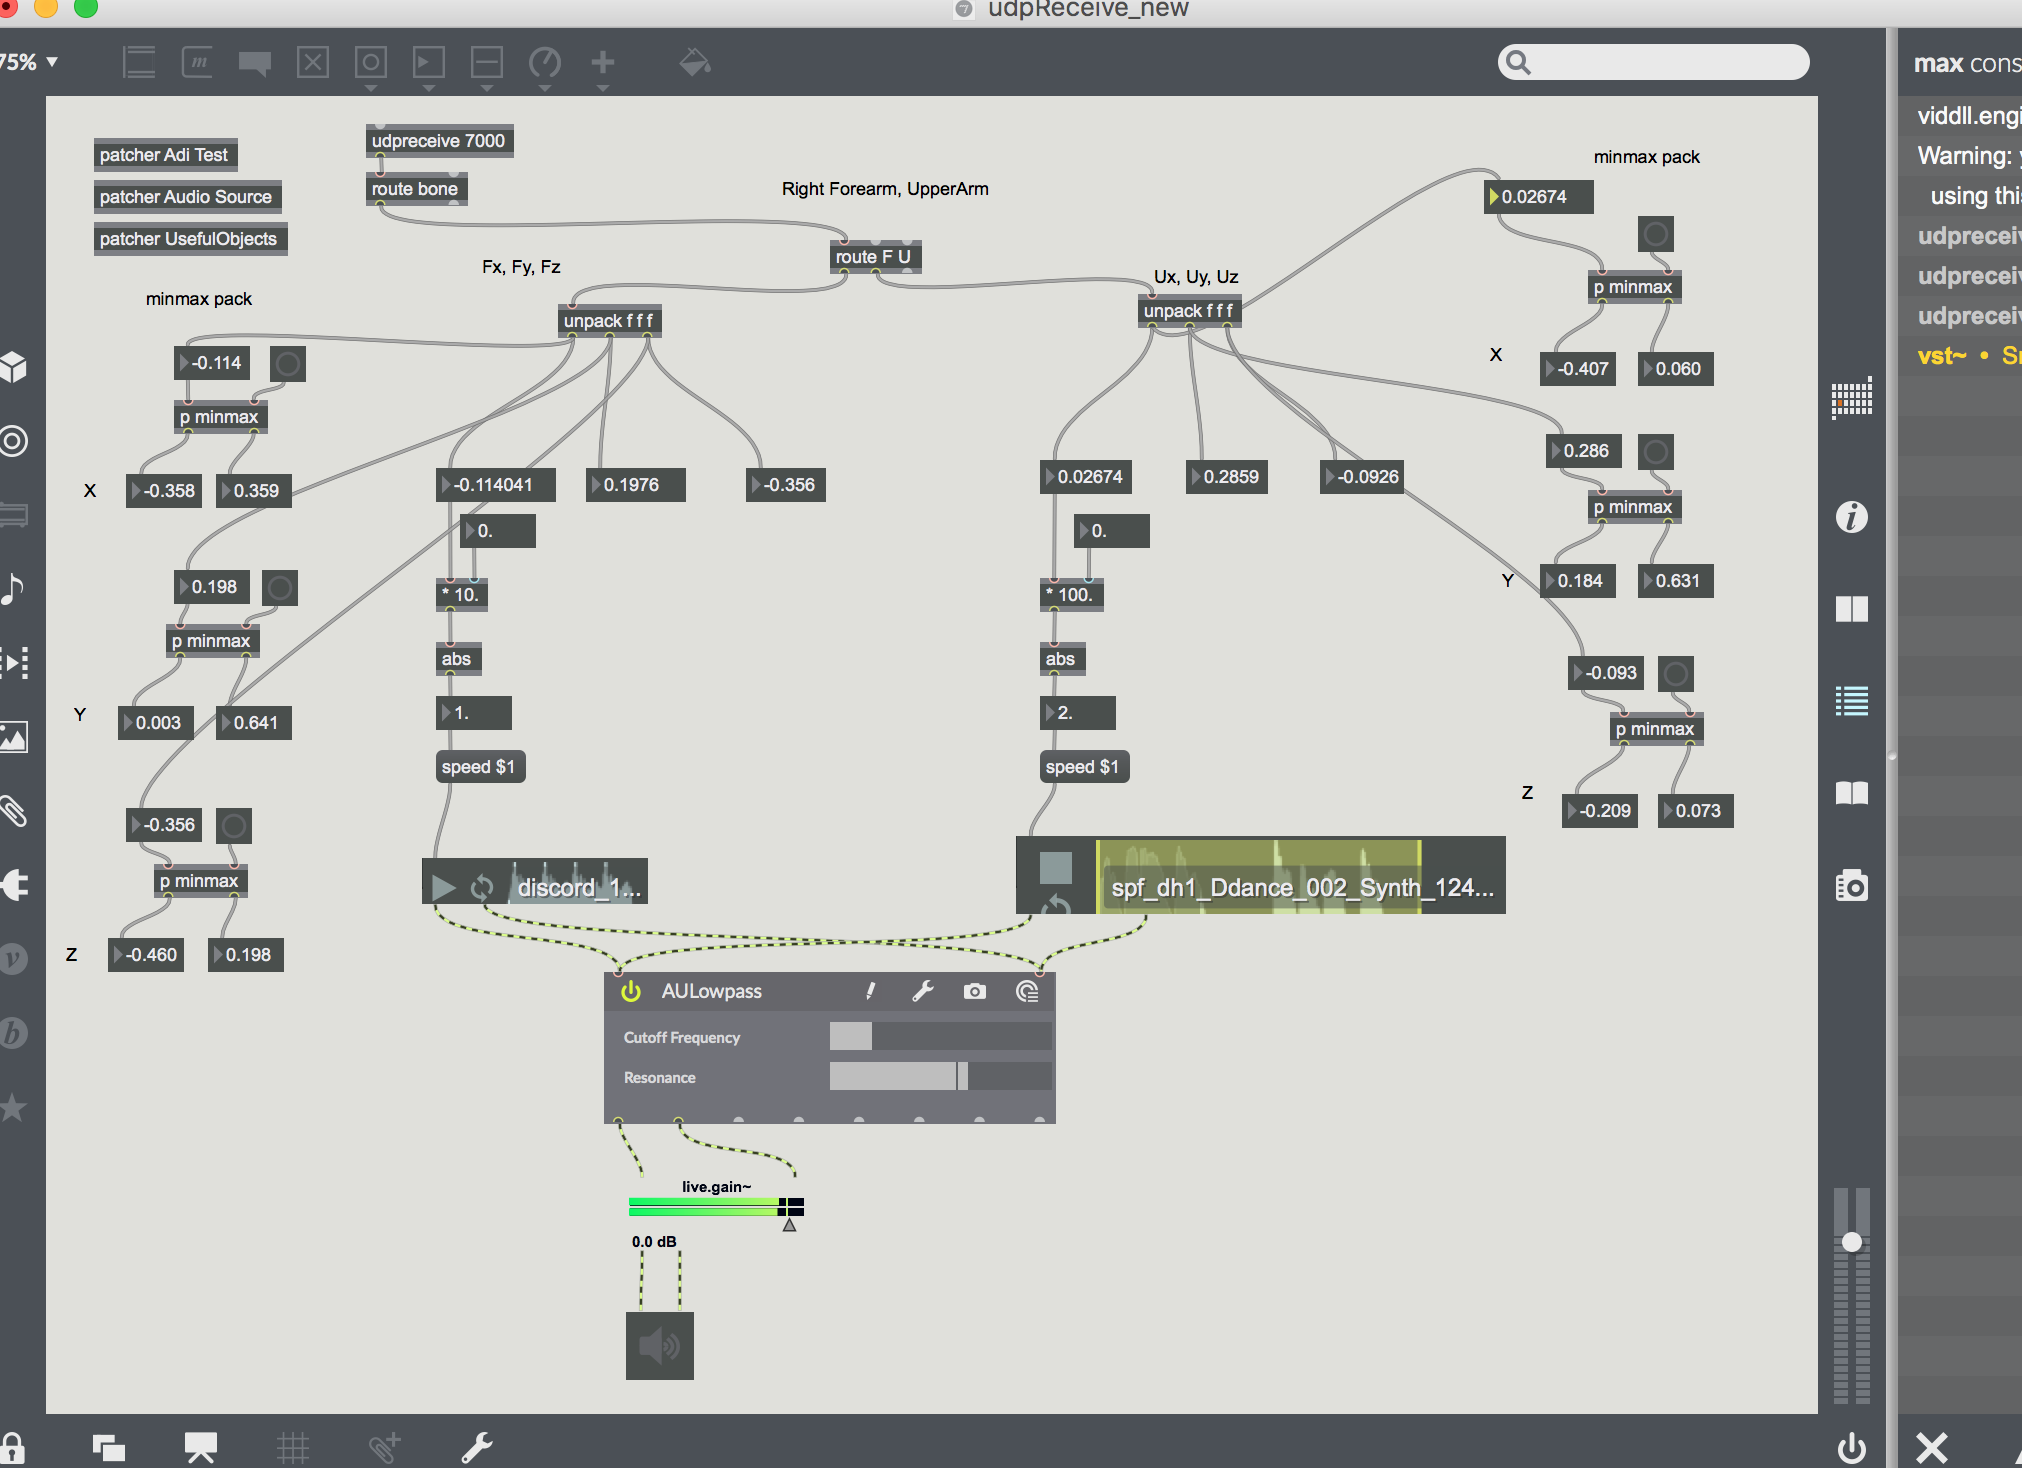 udpReceive_new
75%
max cons
patcher Adi Test
patcher Audio Source
patcher UsefulObjects
udpreceive 7000
route bone
Right Forearm, UpperArm
route F U
Fx, Fy, Fz
unpack f f f
Ux, Uy, Uz
unpack f f f
minmax pack
-0.114
p minmax
X
-0.358
0.359
0.198
p minmax
Y
0.003
0.641
-0.356
p minmax
Z
-0.460
0.198
-0.114041
0.1976
-0.356
0.
* 10.
abs
1.
speed $1
discord_1...
0.02674
0.2859
-0.0926
0.
* 100.
abs
2.
speed $1
spf_dh1_Ddance_002_Synth_124...
minmax pack
0.02674
p minmax
X
-0.407
0.060
0.286
p minmax
Y
0.184
0.631
-0.093
p minmax
Z
-0.209
0.073
AULowpass
Cutoff Frequency
Resonance
live.gain~
0.0 dB
viddll.engi
Warning: y
using this
udpreceiv
udpreceiv
udpreceiv
vst~ • Sn